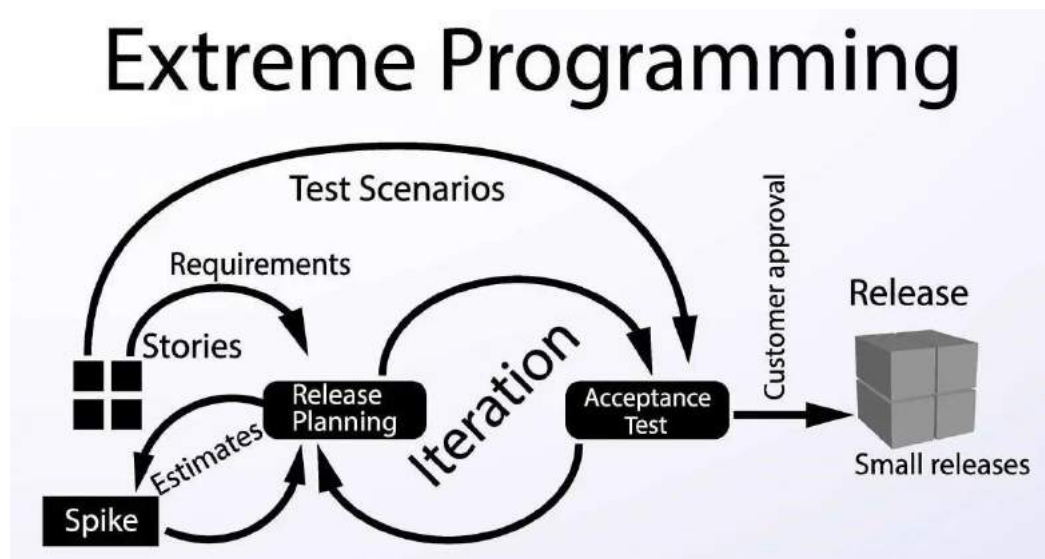 Extreme Programming
Test Scenarios
Requirements
Stories
Release
Planning
Iteration
Estimates
Spike
Acceptance
Test
Customer approval
Release
Small releases